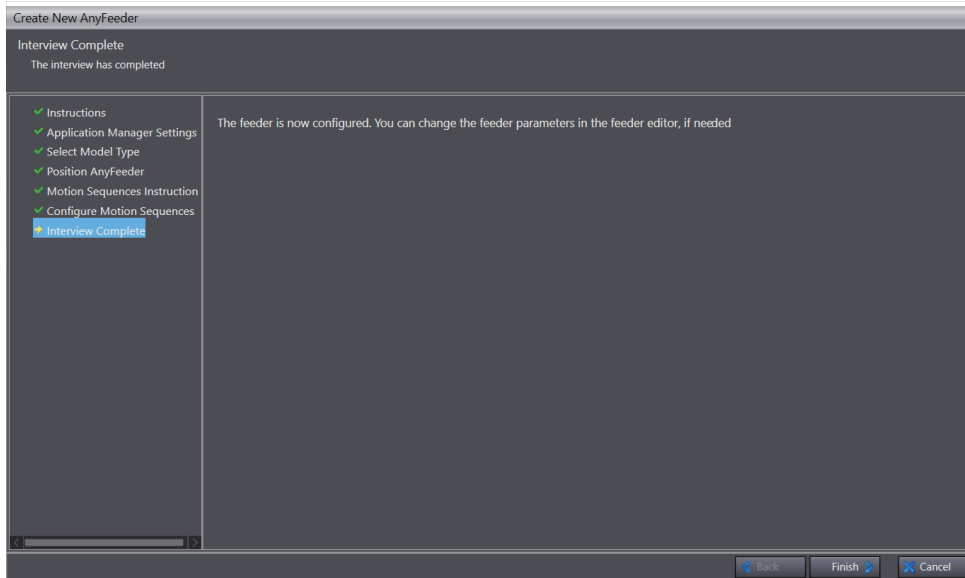 Create New AnyFeeder
Interview Complete
The interview has completed
Instructions
Application Manager Settings
Select Model Type
Position AnyFeeder
Motion Sequences Instruction
Configure Motion Sequences
Interview Complete
The feeder is now configured. You can change the feeder parameters in the feeder editor, if needed
Back
Finish
Cancel